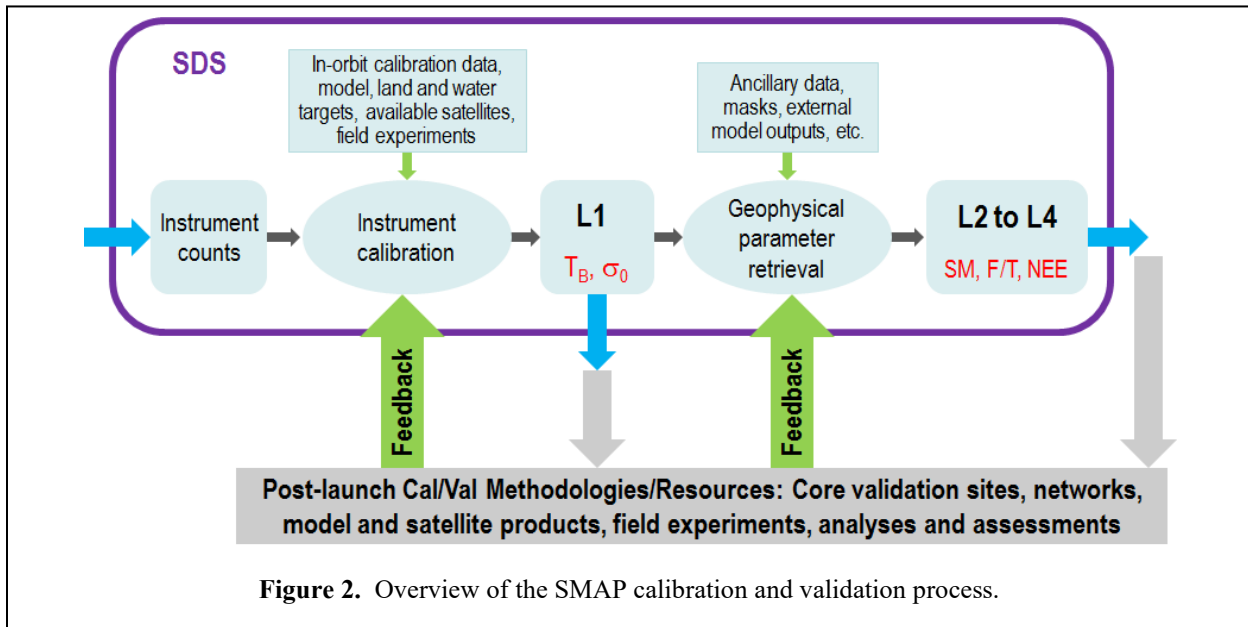 SDS
In-orbit calibration data,
model, land and water
targets, available satellites,
field experiments
Ancillary data,
masks, external
model outputs, etc.
Instrument
counts
Instrument
calibration
L1
T_B, σ_0
Geophysical
parameter
retrieval
L2 to L4
SM, F/T, NEE
Feedback
Feedback
Post-launch Cal/Val Methodologies/Resources: Core validation sites, networks,
model and satellite products, field experiments, analyses and assessments
Figure 2. Overview of the SMAP calibration and validation process.